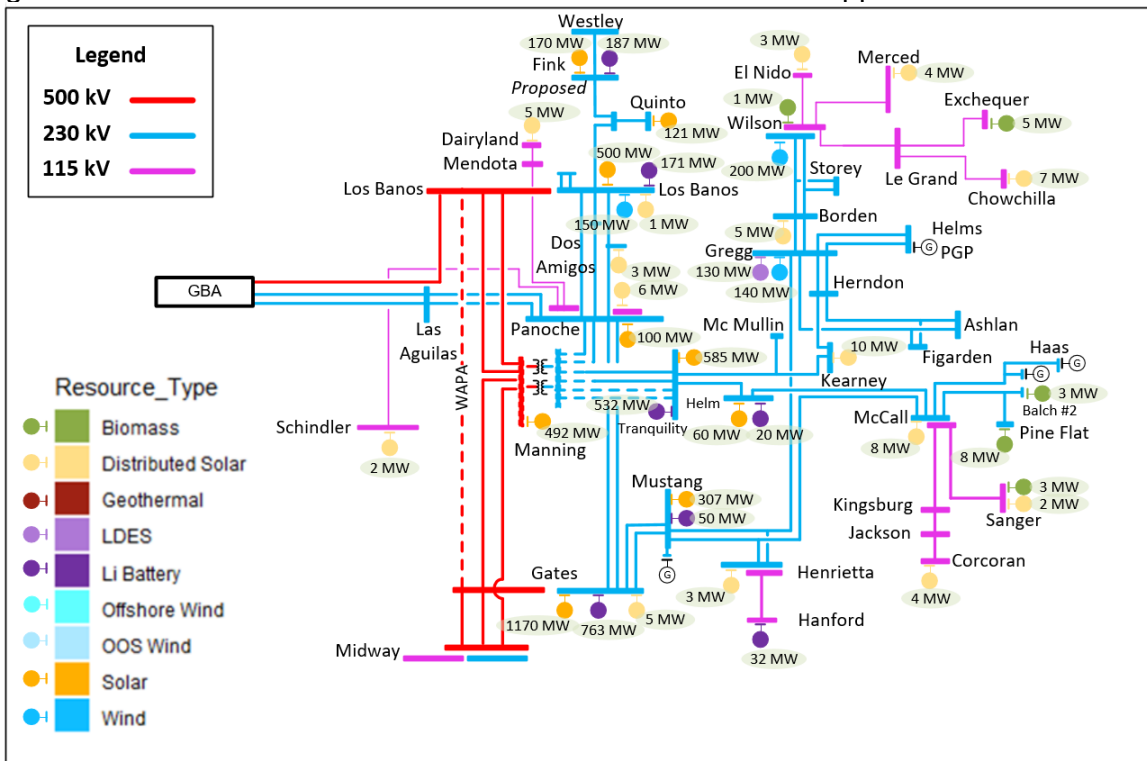 Legend
500 kV
230 kV
115 kV
Westley
170 MW
187 MW
Fink
Proposed
Quinto
121 MW
5 MW
Dairyland
Mendota
500 MW
171 MW
Los Banos
Los Banos
150 MW
1 MW
Dos
Amigos
3 MW
6 MW
GBA
Las
Aguilas
Panoche
100 MW
WAPA
Schindler
2 MW
492 MW
Manning
532 MW
Tranquility
585 MW
Mc Mullin
Helm
60 MW
20 MW
3 MW
El Nido
Merced
4 MW
Exchequer
5 MW
1 MW
Wilson
200 MW
Storey
Le Grand
7 MW
Chowchilla
Borden
5 MW
Gregg
130 MW
140 MW
Helms
G
PGP
Herndon
Ashlan
Figarden
10 MW
Kearney
Haas
G
G
McCall
8 MW
3 MW
Balch #2
Pine Flat
8 MW
3 MW
2 MW
Sanger
Kingsburg
Jackson
Corcoran
4 MW
Mustang
307 MW
50 MW
G
Gates
1170 MW
763 MW
5 MW
3 MW
Henrietta
Hanford
32 MW
Midway
Resource_Type
Biomass
Distributed Solar
Geothermal
LDES
Li Battery
Offshore Wind
OOS Wind
Solar
Wind